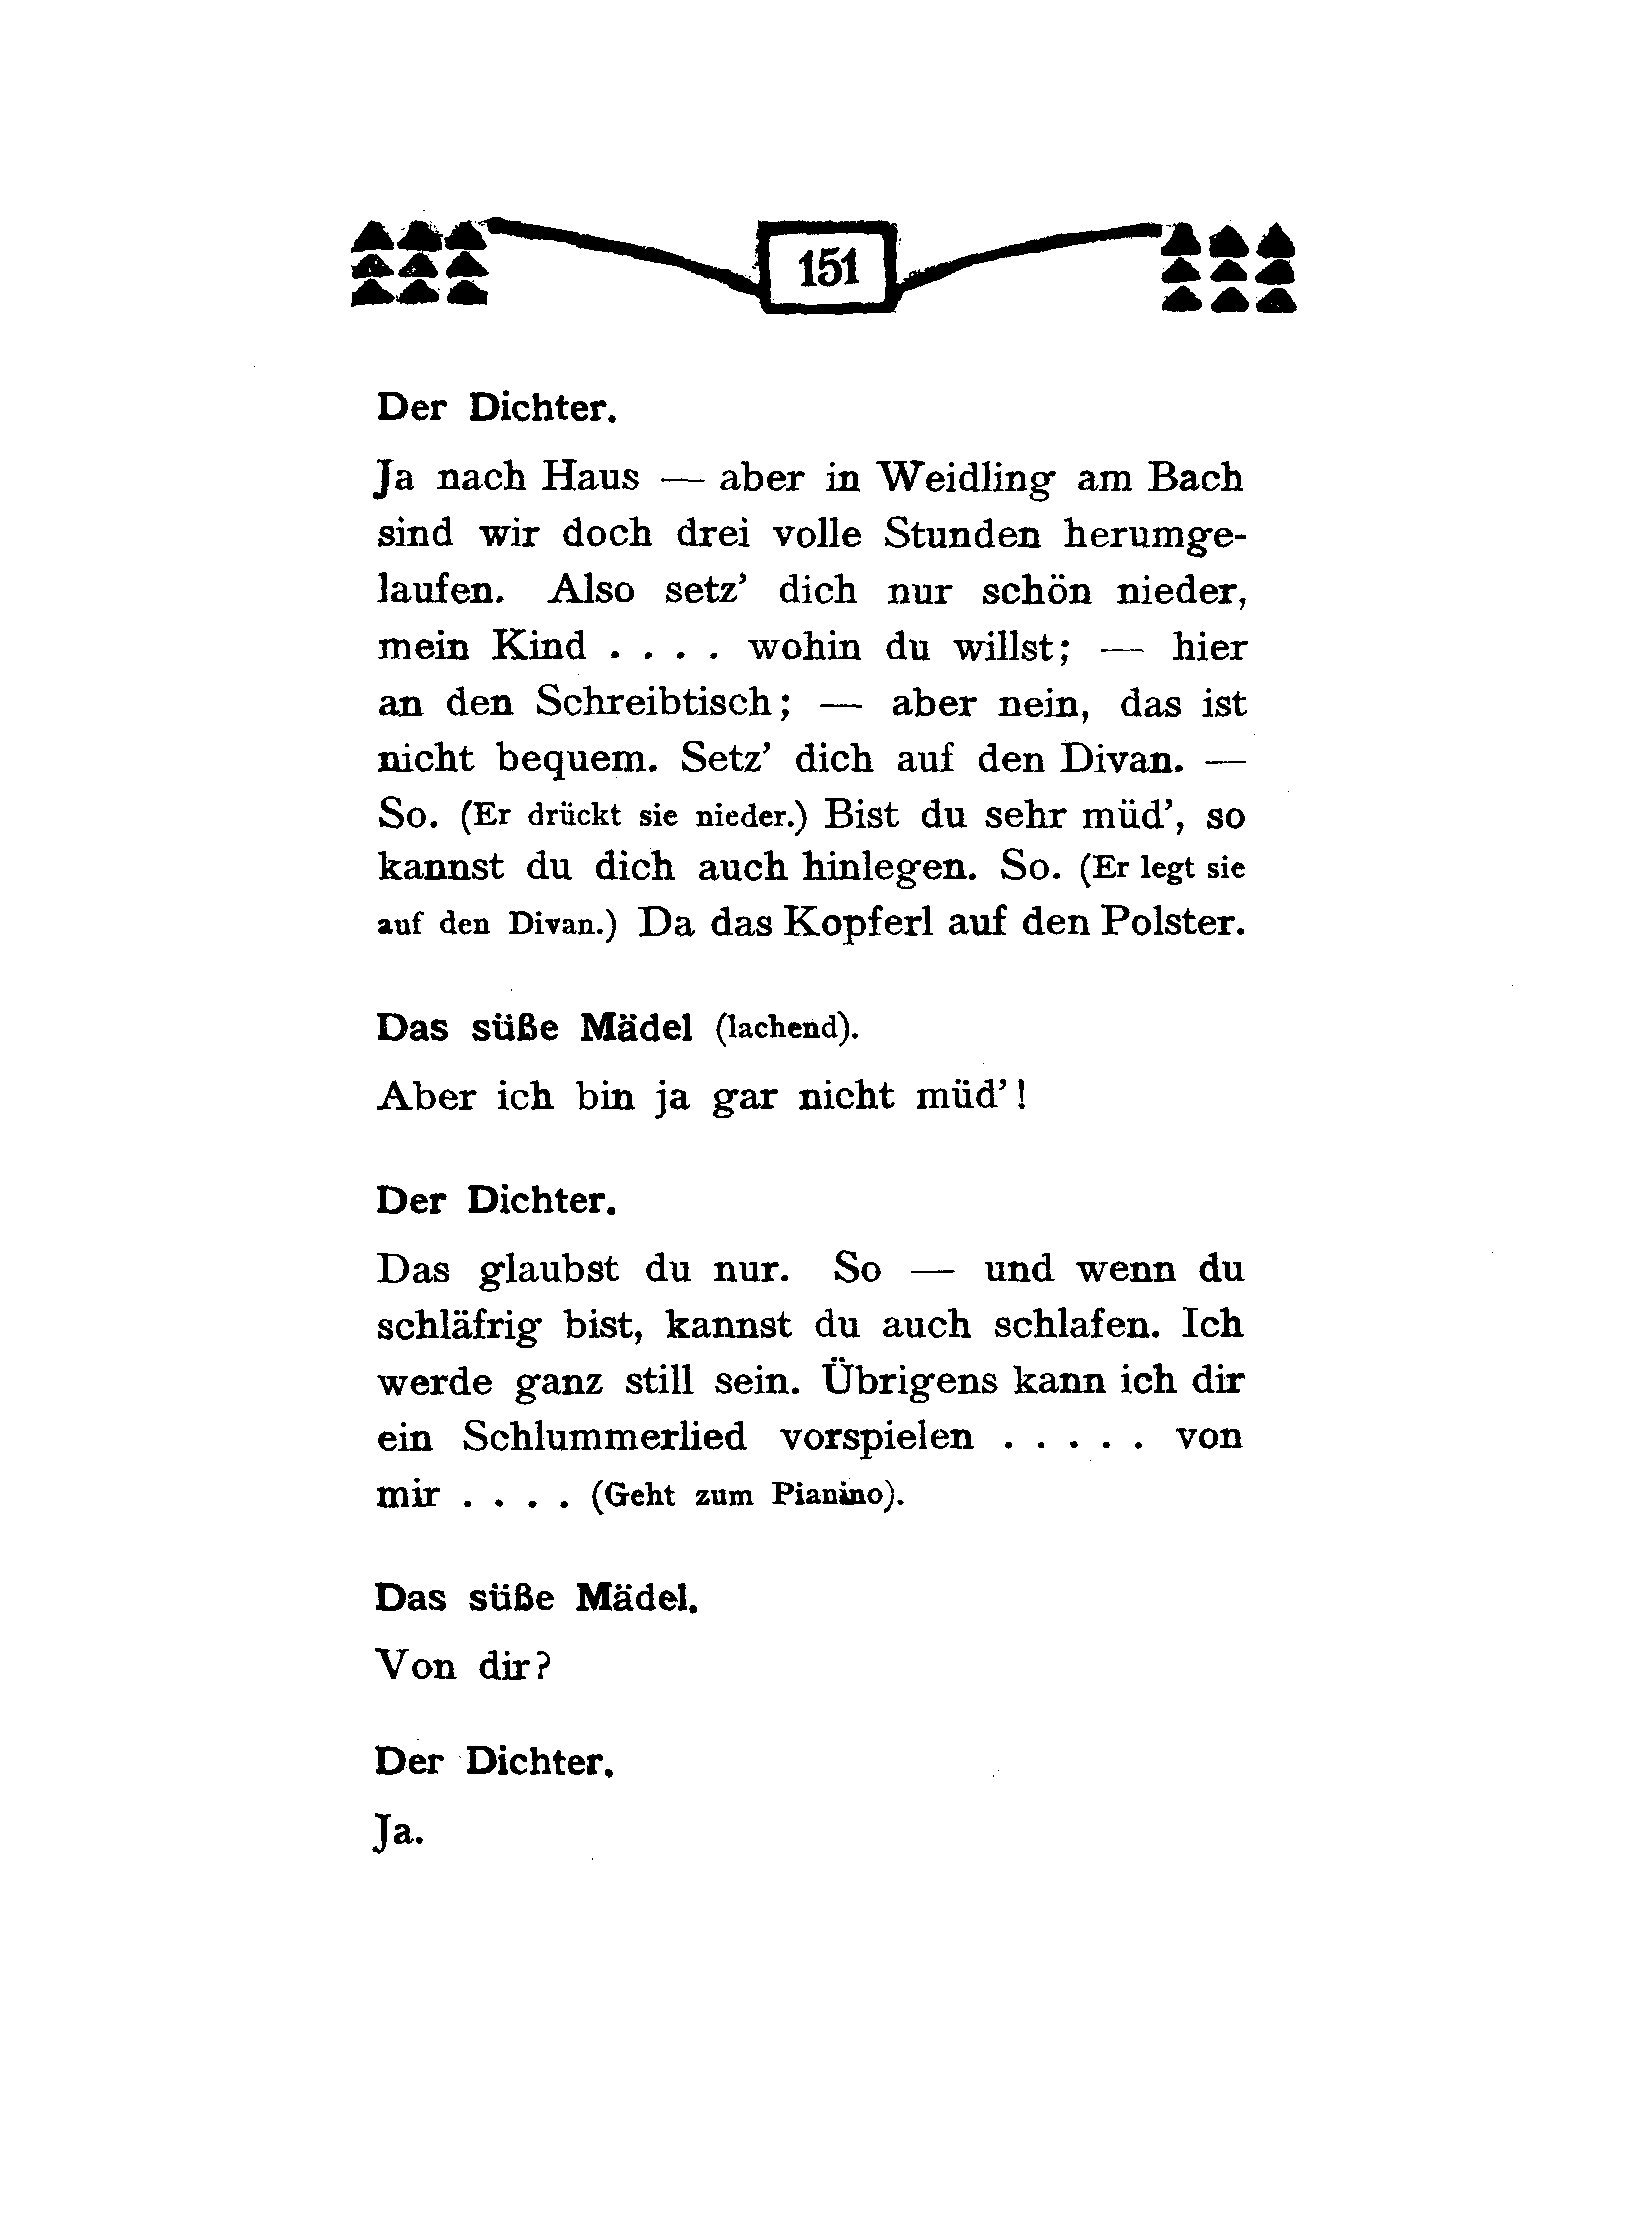 151
Der Dichter.
Ja nach Haus — aber in Weidling am Bach
sind wir doch drei volle Stunden herumge-
laufen. Also setz’ dich nur schön nieder,
mein Kind . . . . wohin du willst; — hier
an den Schreibtisch; — aber nein, das ist
nicht bequem. Setz’ dich auf den Divan. —
So. (Er drückt sie nieder.) Bist du sehr müd’, so
kannst du dich auch hinlegen. So. (Er legt sie
auf den Divan.) Da das Kopferl auf den Polster.
Das süße Mädel (lachend).
Aber ich bin ja gar nicht müd’!
Der Dichter.
Das glaubst du nur. So — und wenn du
schläfrig bist, kannst du auch schlafen. Ich
werde ganz still sein. Übrigens kann ich dir
ein Schlummerlied vorspielen . . . . . von
mir . . . . (Geht zum Pianino).
Das süße Mädel.
Von dir?
Der Dichter.
Ja.